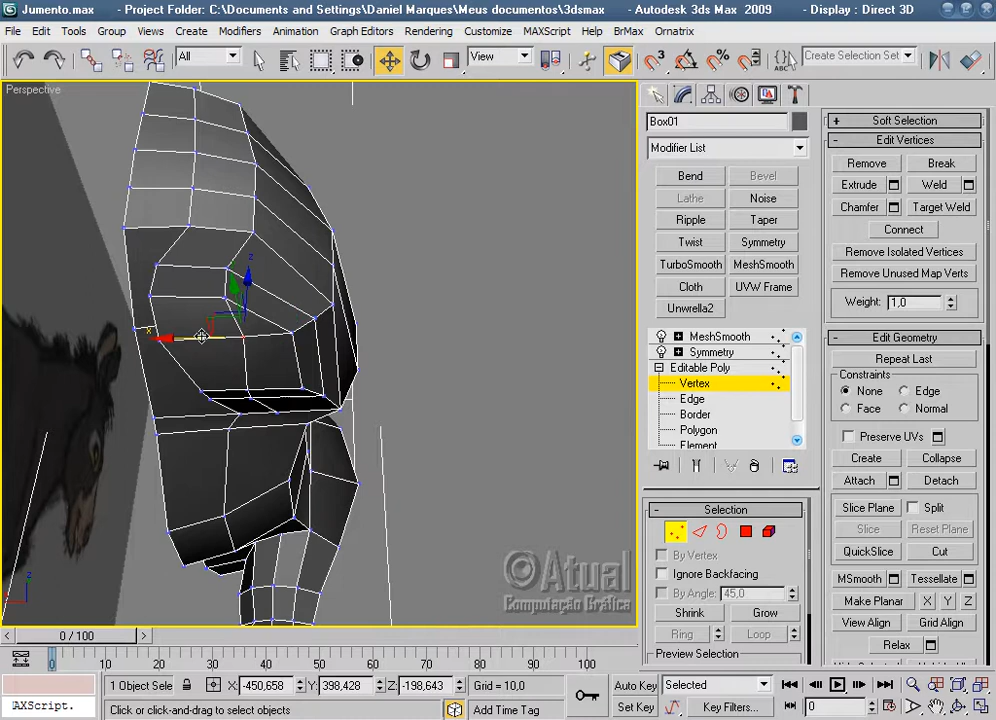 Jumento.max - Project Folder: C:\Documents and Settings\Daniel Marques\Meus documentos\3dsmax - Autodesk 3ds Max 2009 - Display : Direct 3D
File Edit Tools Group Views Create Modifiers Animation Graph Editors Rendering Customize MAXScript Help BrMax Ornatrix
All View Create Selection Set
Perspective
Box01
Modifier List
Bend Bevel
Lathe Noise
Ripple Taper
Twist Symmetry
TurboSmooth MeshSmooth
Cloth UVW Frame
Unwrella2
MeshSmooth
Symmetry
Editable Poly
Vertex
Edge
Border
Polygon
Element
Selection
By Vertex
Ignore Backfacing
By Angle: 45,0
Shrink Grow
Ring Loop
Preview Selection
Soft Selection
Edit Vertices
Remove Break
Extrude Weld
Chamfer Target Weld
Connect
Remove Isolated Vertices
Remove Unused Map Verts
Weight: 1,0
Edit Geometry
Repeat Last
Constraints
None Edge
Face Normal
Preserve UVs
Create Collapse
Attach Detach
Slice Plane Split
Slice Reset Plane
QuickSlice Cut
MSmooth Tessellate
Make Planar X Y Z
View Align Grid Align
Relax
z
x
z
©Atual
Computação Gráfica
< 0 / 100 >
0 10 20 30 40 50 60 70 80 90 100
1 Object Sele X: -450,658 Y: 398,428 Z: -198,643 Grid = 10,0
Auto Key Selected
AXScript. Click or click-and-drag to select objects Add Time Tag
Set Key Key Filters... 0